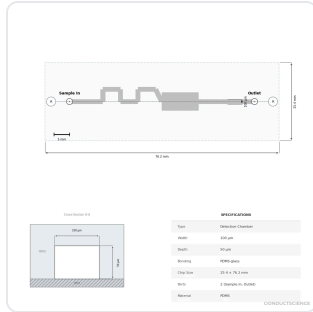 Sample In
Outlet
A
A
5 mm
25.4 mm
76.2 mm
Cross-Section A-A
100 μm
50 μm
SPECIFICATIONS
Type Detection Chamber
Width 100 μm
Depth 50 μm
Bonding PDMS-glass
Chip Size 25.4 × 76.2 mm
Ports 2 (Sample In, Outlet)
Material PDMS
CONDUCTSCIENCE